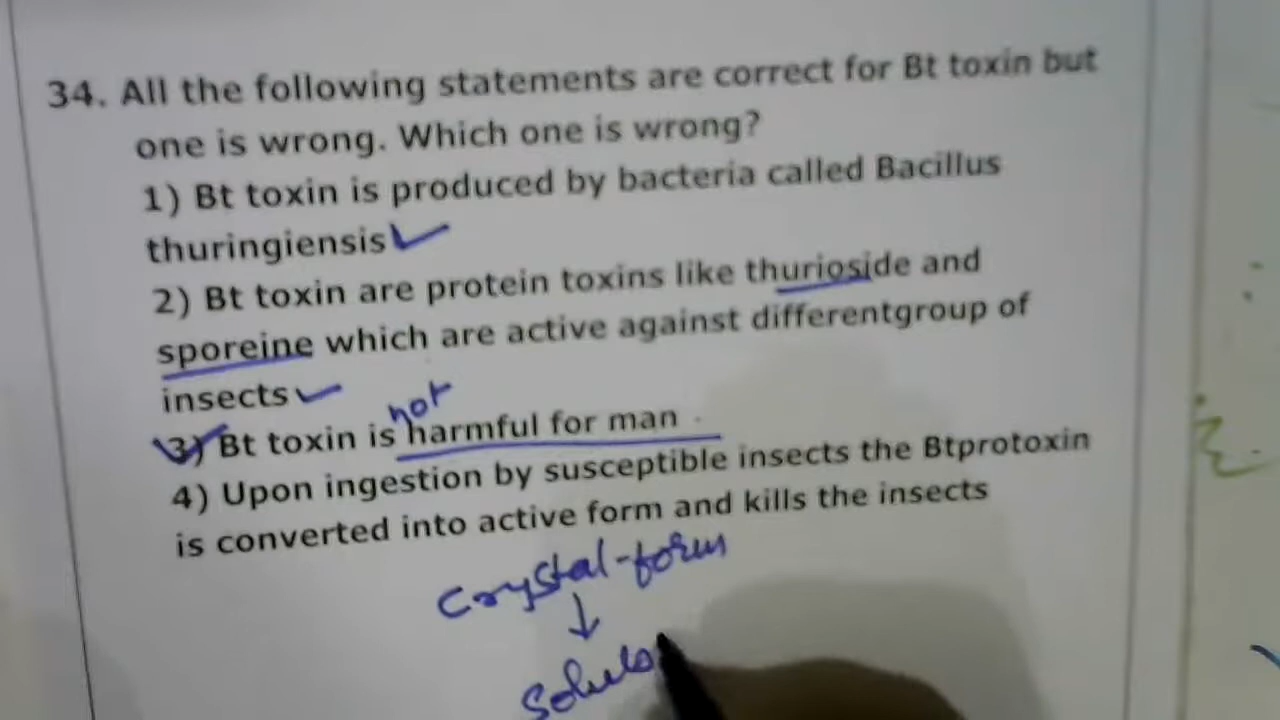 34. All the following statements are correct for Bt toxin but
one is wrong. Which one is wrong?
1) Bt toxin is produced by bacteria called Bacillus
thuringiensis
2) Bt toxin are protein toxins like thurioside and
sporeine which are active against differentgroup of
insects
not
3) Bt toxin is harmful for man
4) Upon ingestion by susceptible insects the Btprotoxin
is converted into active form and kills the insects
Crystal-form
↓